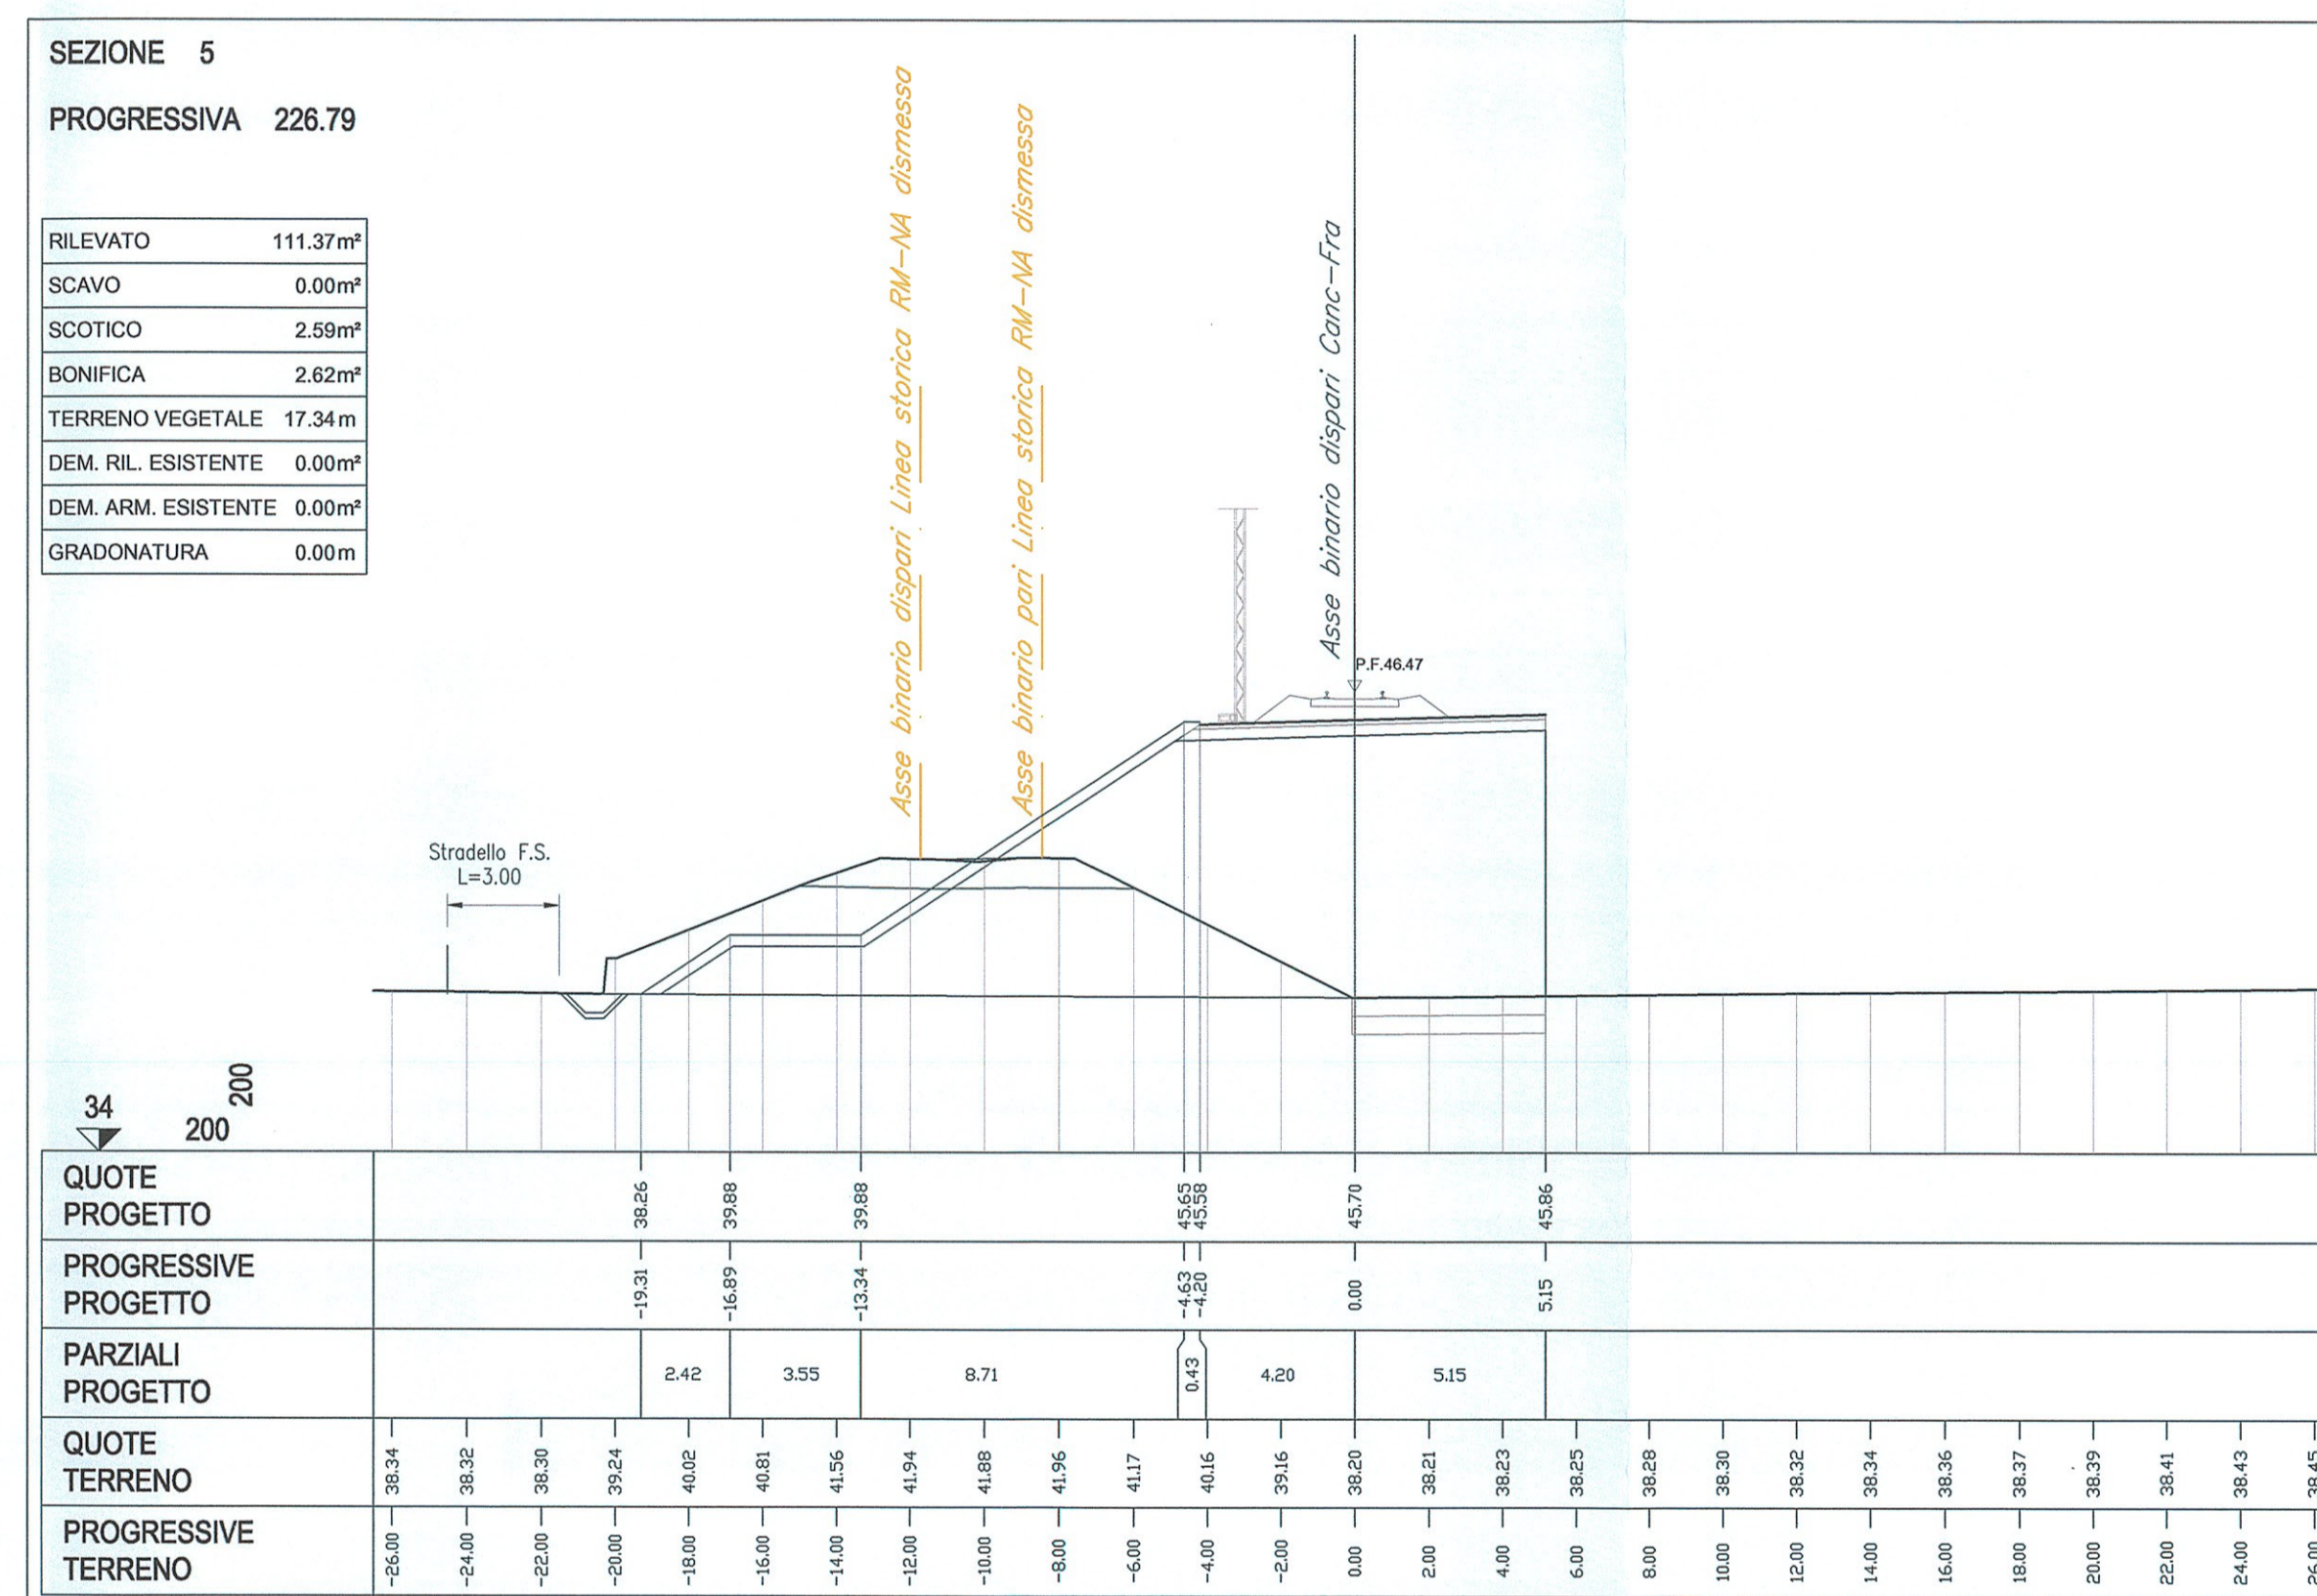 SEZIONE 5
PROGRESSIVA 226.79
RILEVATO 111.37m²
SCAVO 0.00m²
SCOTICO 2.59m²
BONIFICA 2.62m²
TERRENO VEGETALE 17.34m
DEM. RIL. ESISTENTE 0.00m²
DEM. ARM. ESISTENTE 0.00m²
GRADONATURA 0.00m
Asse binario dispari Linea storica RM-NA dismessa
Asse binario pari Linea storica RM-NA dismessa
Asse binario dispari Canc-Fra
P.F.46.47
Stradello F.S.
L=3.00
34
200
200
QUOTE PROGETTO 38.26 39.88 39.88 45.65 45.58 45.70 45.86
PROGRESSIVE PROGETTO -19.31 -16.89 -13.34 -4.63 -4.20 0.00 5.15
PARZIALI PROGETTO 2.42 3.55 8.71 0.43 4.20 5.15
QUOTE TERRENO 38.34 38.32 38.30 39.24 40.02 40.81 41.56 41.94 41.88 41.96 41.17 40.16 39.16 38.20 38.21 38.23 38.25 38.28 38.30 38.32 38.34 38.36 38.37 38.39 38.41 38.43 38.45
PROGRESSIVE TERRENO -26.00 -24.00 -22.00 -20.00 -18.00 -16.00 -14.00 -12.00 -10.00 -8.00 -6.00 -4.00 -2.00 0.00 2.00 4.00 6.00 8.00 10.00 12.00 14.00 16.00 18.00 20.00 22.00 24.00 26.00